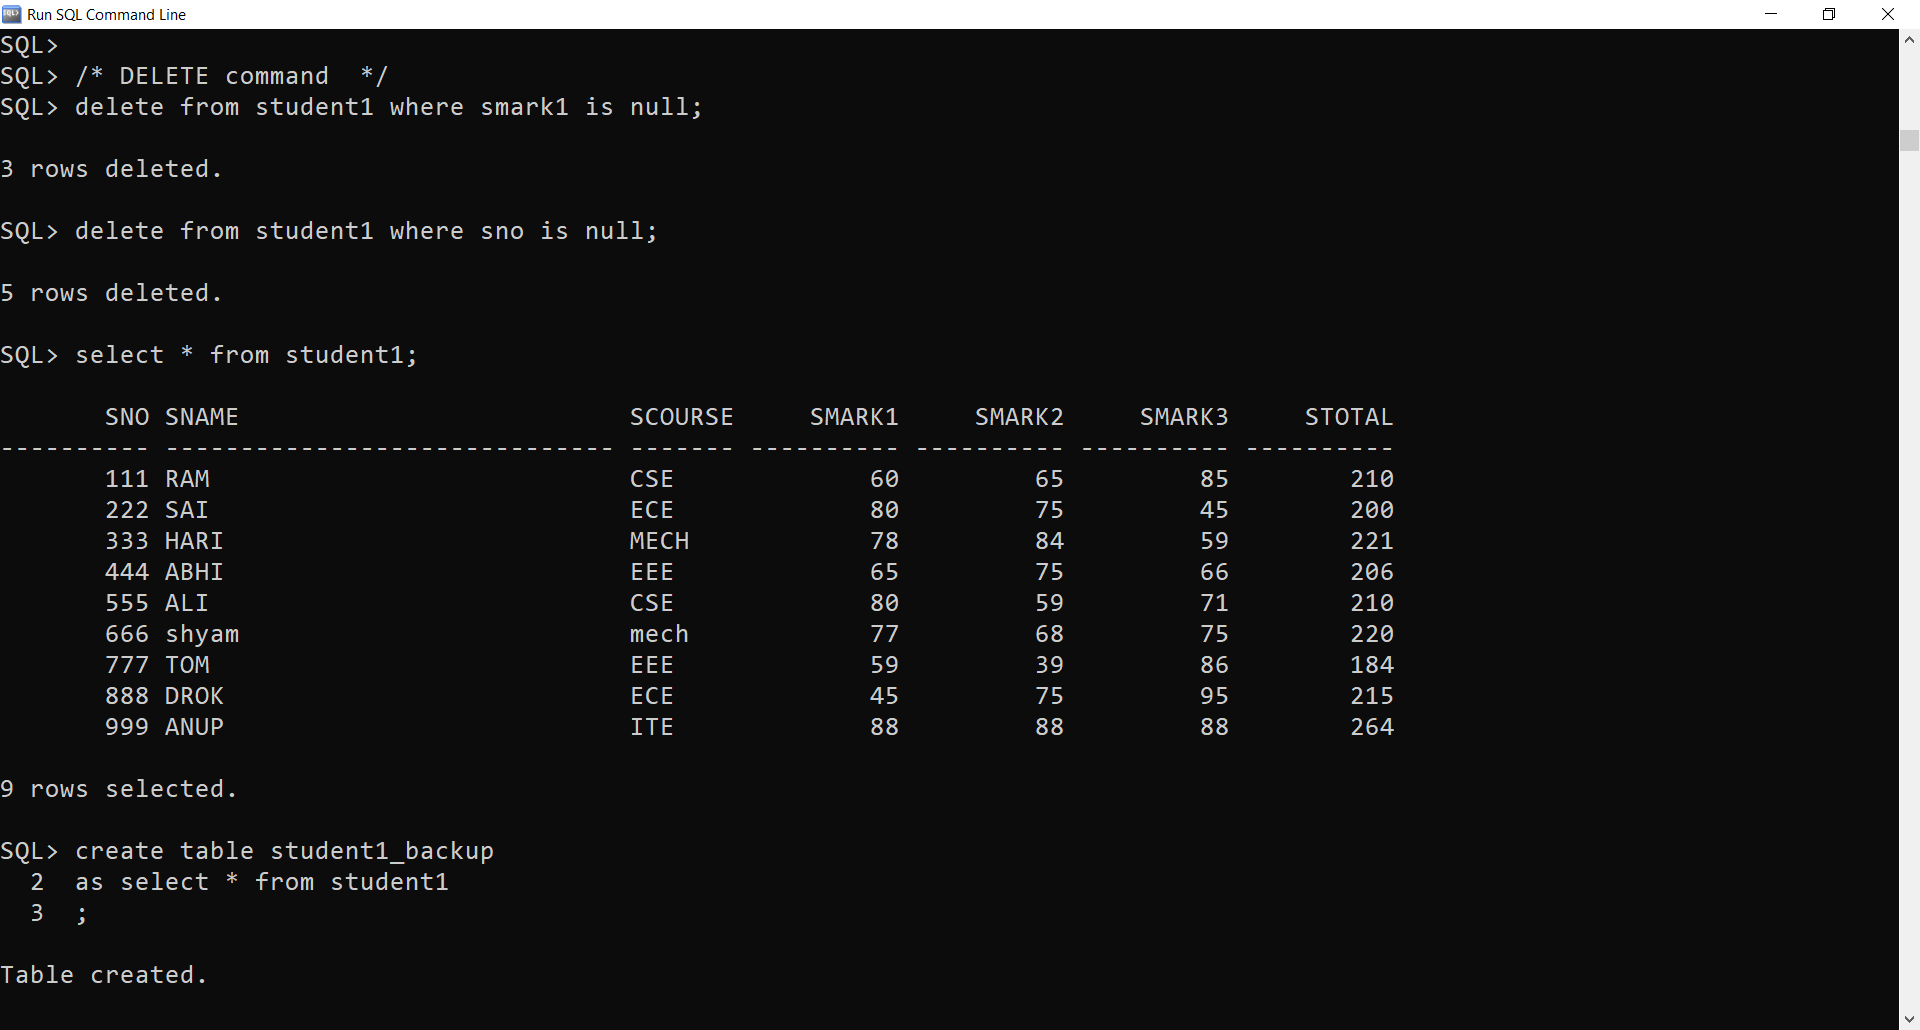 Run SQL Command Line
SQL>
SQL> /* DELETE command  */
SQL> delete from student1 where smark1 is null;
3 rows deleted.
SQL> delete from student1 where sno is null;
5 rows deleted.
SQL> select * from student1;
       SNO SNAME                          SCOURSE     SMARK1     SMARK2     SMARK3     STOTAL
---------- ------------------------------ ------- ---------- ---------- ---------- ----------
       111 RAM                            CSE             60         65         85        210
       222 SAI                            ECE             80         75         45        200
       333 HARI                           MECH            78         84         59        221
       444 ABHI                           EEE             65         75         66        206
       555 ALI                            CSE             80         59         71        210
       666 shyam                          mech            77         68         75        220
       777 TOM                            EEE             59         39         86        184
       888 DROK                           ECE             45         75         95        215
       999 ANUP                           ITE             88         88         88        264
9 rows selected.
SQL> create table student1_backup
  2  as select * from student1
  3  ;
Table created.